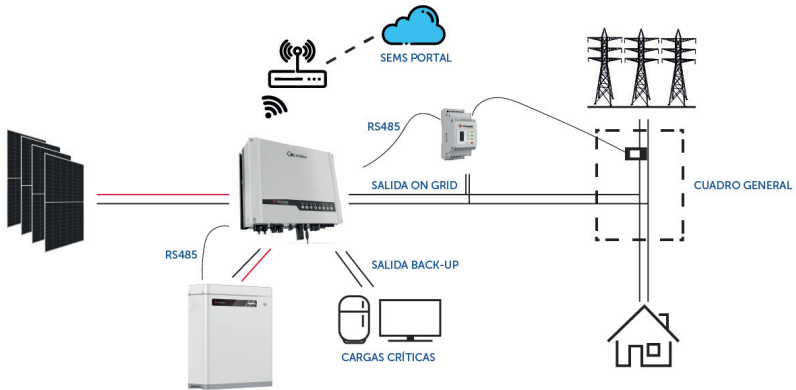 SEMS PORTAL
RS485
SALIDA ON GRID
CUADRO GENERAL
RS485
SALIDA BACK-UP
CARGAS CRÍTICAS